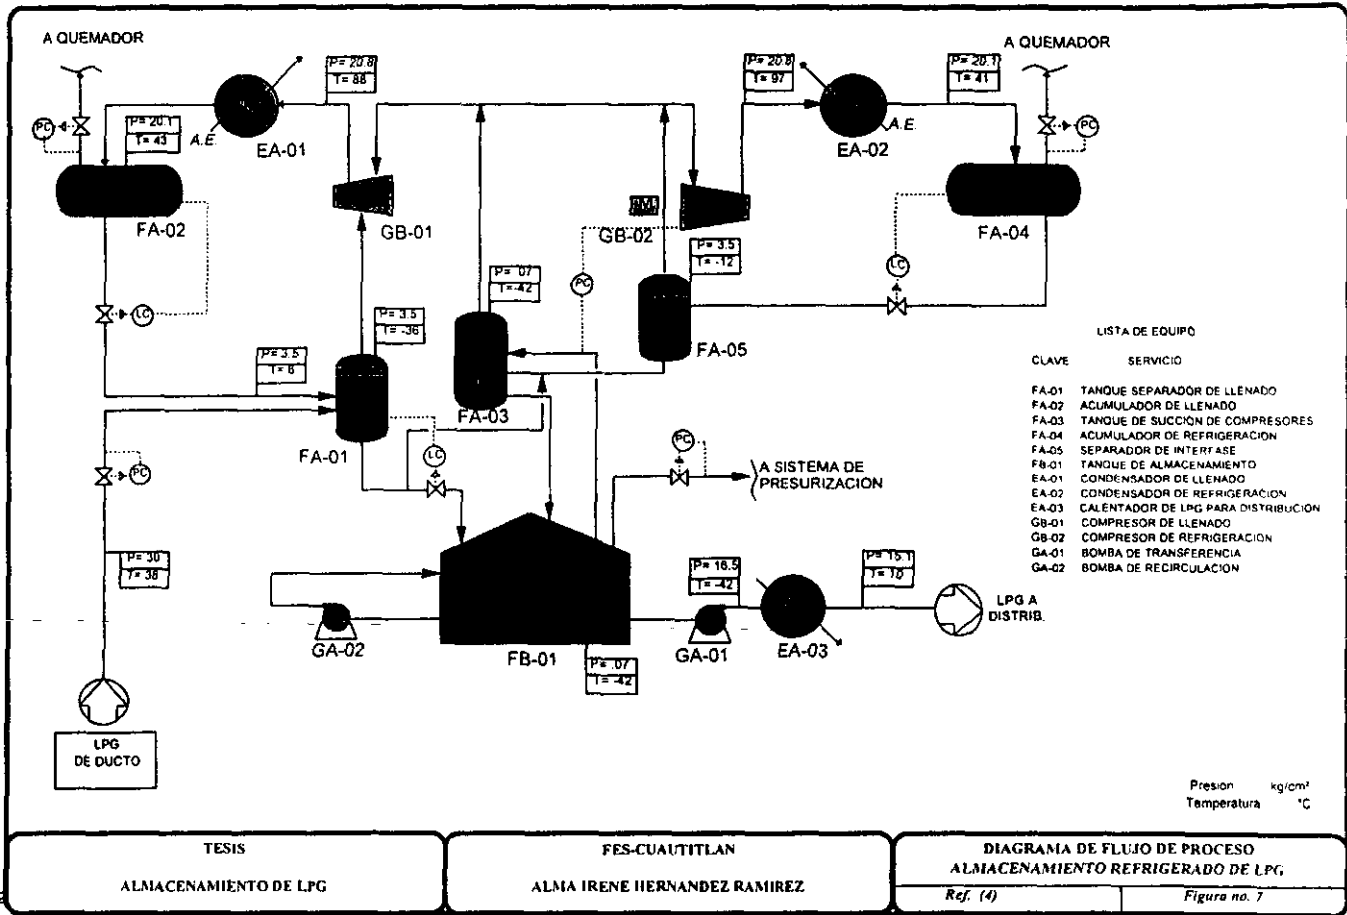 A QUEMADOR
A QUEMADOR
P= 20.8
T= 88
P= 20.8
T= 97
P= 20.1
T= 41
PC
P= 20.1
T= 43
A.E.
EA-01
A.E.
EA-02
PC
FA-02
GB-01
GB-02
FA-04
P= 3.5
T= -12
P= .07
T= -42
PC
LC
LC
P= 3.5
T= -36
FA-05
P= 3.5
T= 8
FA-03
FA-01
LC
PC
PC
A SISTEMA DE
PRESURIZACION
LISTA DE EQUIPO
CLAVE SERVICIO
FA-01 TANQUE SEPARADOR DE LLENADO
FA-02 ACUMULADOR DE LLENADO
FA-03 TANQUE DE SUCCION DE COMPRESORES
FA-04 ACUMULADOR DE REFRIGERACION
FA-05 SEPARADOR DE INTERFASE
FB-01 TANQUE DE ALMACENAMIENTO
EA-01 CONDENSADOR DE LLENADO
EA-02 CONDENSADOR DE REFRIGERACION
EA-03 CALENTADOR DE LPG PARA DISTRIBUCION
GB-01 COMPRESOR DE LLENADO
GB-02 COMPRESOR DE REFRIGERACION
GA-01 BOMBA DE TRANSFERENCIA
GA-02 BOMBA DE RECIRCULACION
P= 30
T= 38
P= 16.5
T= -42
P= 15.1
T= 10
LPG A
DISTRIB.
GA-02
FB-01
GA-01
EA-03
P= .07
T= -42
LPG
DE DUCTO
Presion kg/cm²
Temperatura °C
TESIS
ALMACENAMIENTO DE LPG
FES-CUAUTITLAN
ALMA IRENE HERNANDEZ RAMIREZ
DIAGRAMA DE FLUJO DE PROCESO
ALMACENAMIENTO REFRIGERADO DE LPG
Ref. (4) Figura no. 7